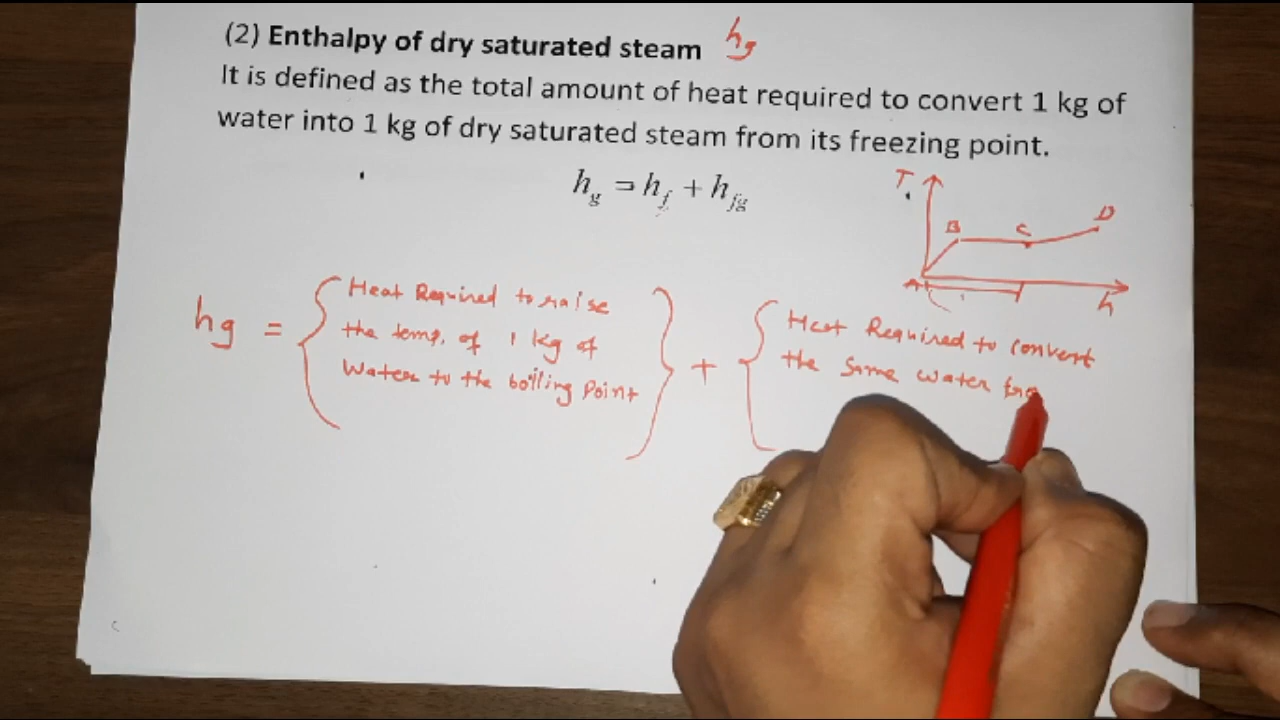 (2) Enthalpy of dry saturated steam hg
It is defined as the total amount of heat required to convert 1 kg of
water into 1 kg of dry saturated steam from its freezing point.
hg = hf + hfg
T
B
C
D
A
h
hg = { Heat Required to raise
the temp. of 1 kg of
Water to the boiling Point } + { Heat Required to convert
the Same water